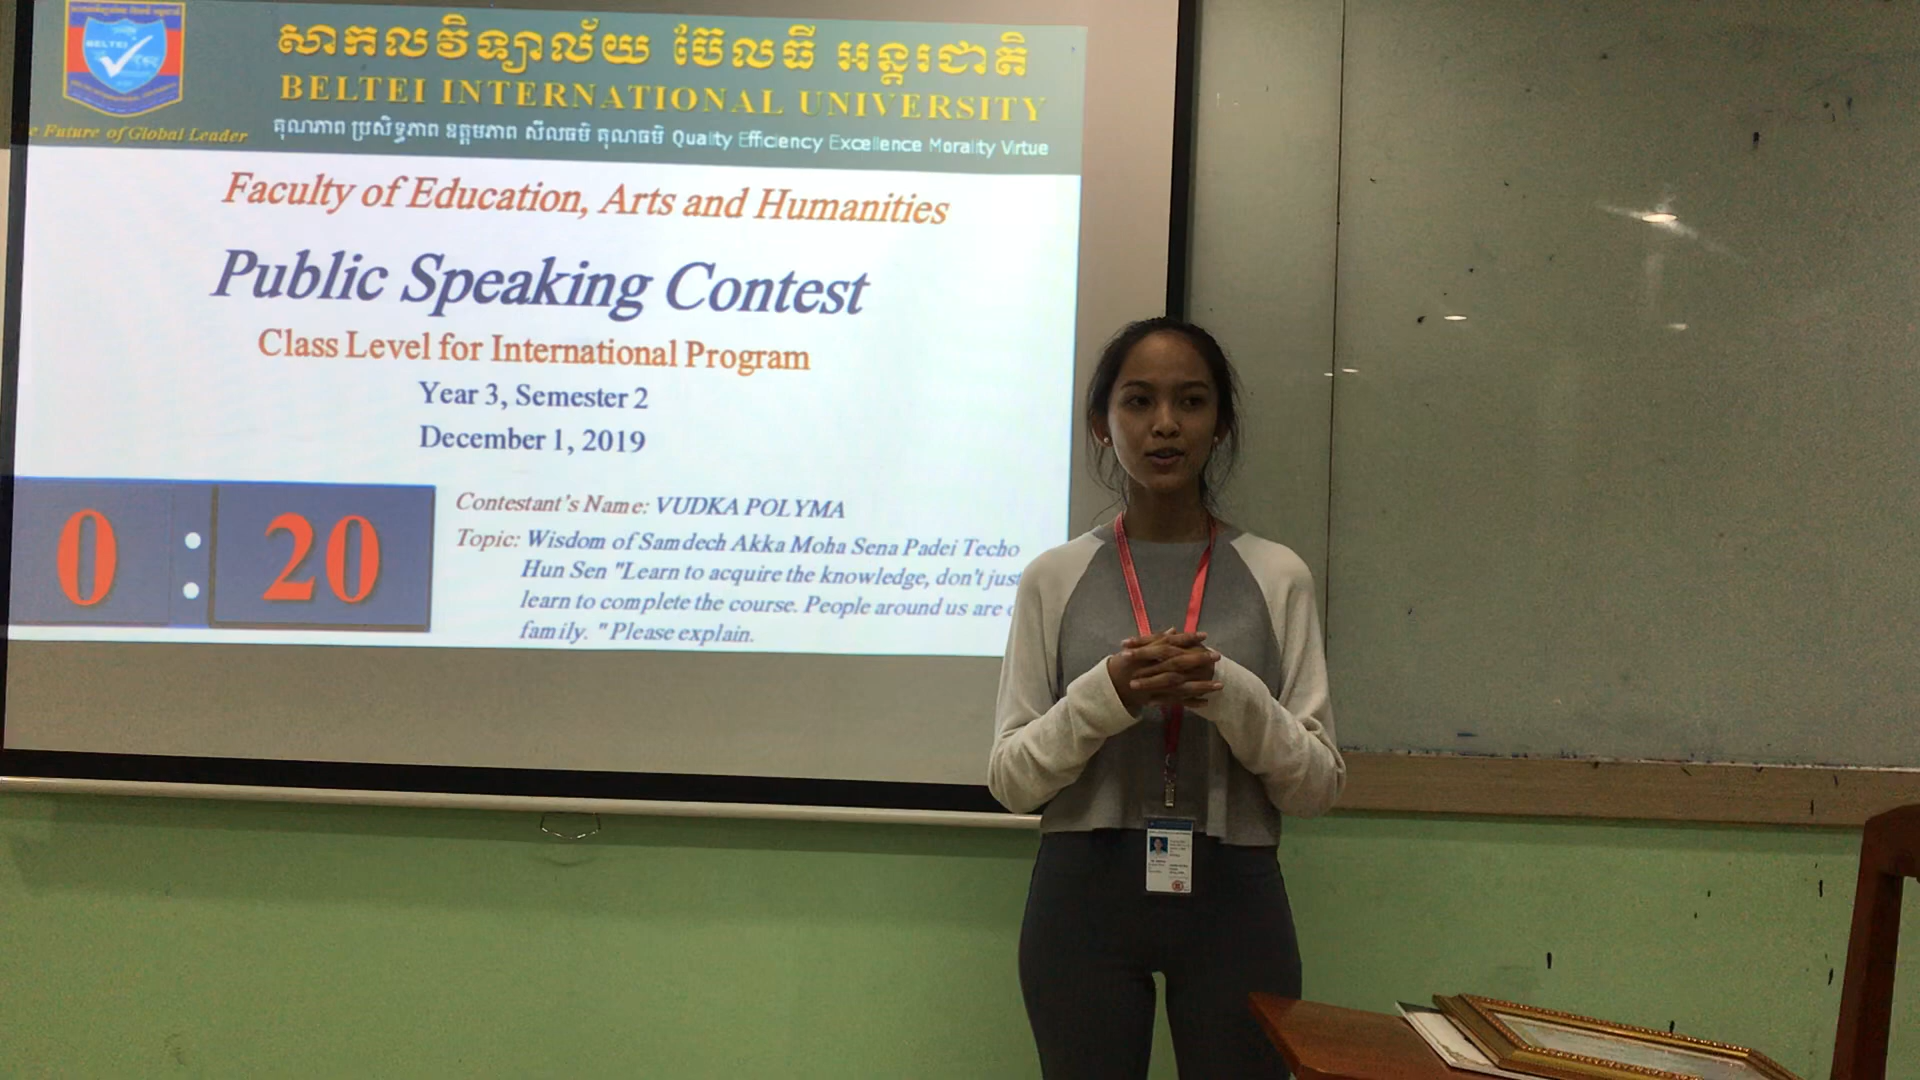 BELTEI
សាកលវិទ្យាល័យ ប៊ែលធី អន្តរជាតិ
BELTEI INTERNATIONAL UNIVERSITY
Future of Global Leader
គុណភាព ប្រសិទ្ធភាព ឧត្តមភាព សីលធម៌ គុណធម៌ Quality Efficiency Excellence Morality Virtue
Faculty of Education, Arts and Humanities
Public Speaking Contest
Class Level for International Program
Year 3, Semester 2
December 1, 2019
0 : 20
Contestant's Name: VUDKA POLYMA
Topic: Wisdom of Samdech Akka Moha Sena Padei Techo
Hun Sen "Learn to acquire the knowledge, don't just
learn to complete the course. People around us are
family. " Please explain.